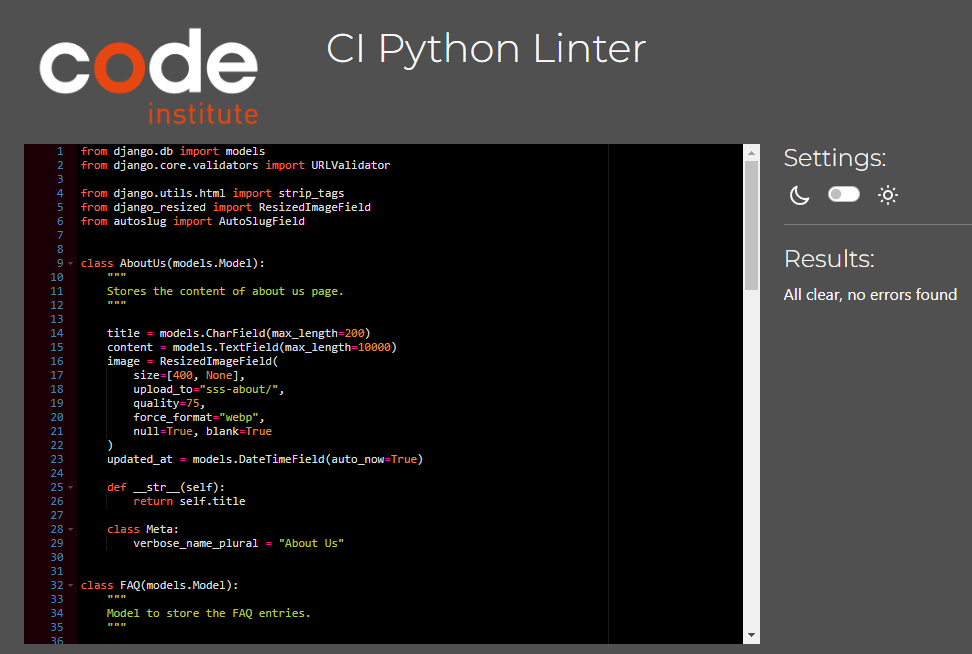 code
institute
CI Python Linter
1 from django.db import models
2 from django.core.validators import URLValidator
3
4 from django.utils.html import strip_tags
5 from django_resized import ResizedImageField
6 from autoslug import AutoSlugField
7
8
9 class AboutUs(models.Model):
10 """
11 Stores the content of about us page.
12 """
13
14 title = models.CharField(max_length=200)
15 content = models.TextField(max_length=10000)
16 image = ResizedImageField(
17 size=[400, None],
18 upload_to="sss-about/",
19 quality=75,
20 force_format="webp",
21 null=True, blank=True
22 )
23 updated_at = models.DateTimeField(auto_now=True)
24
25 def __str__(self):
26 return self.title
27
28 class Meta:
29 verbose_name_plural = "About Us"
30
31
32 class FAQ(models.Model):
33 """
34 Model to store the FAQ entries.
35 """
36
Settings:
Results:
All clear, no errors found